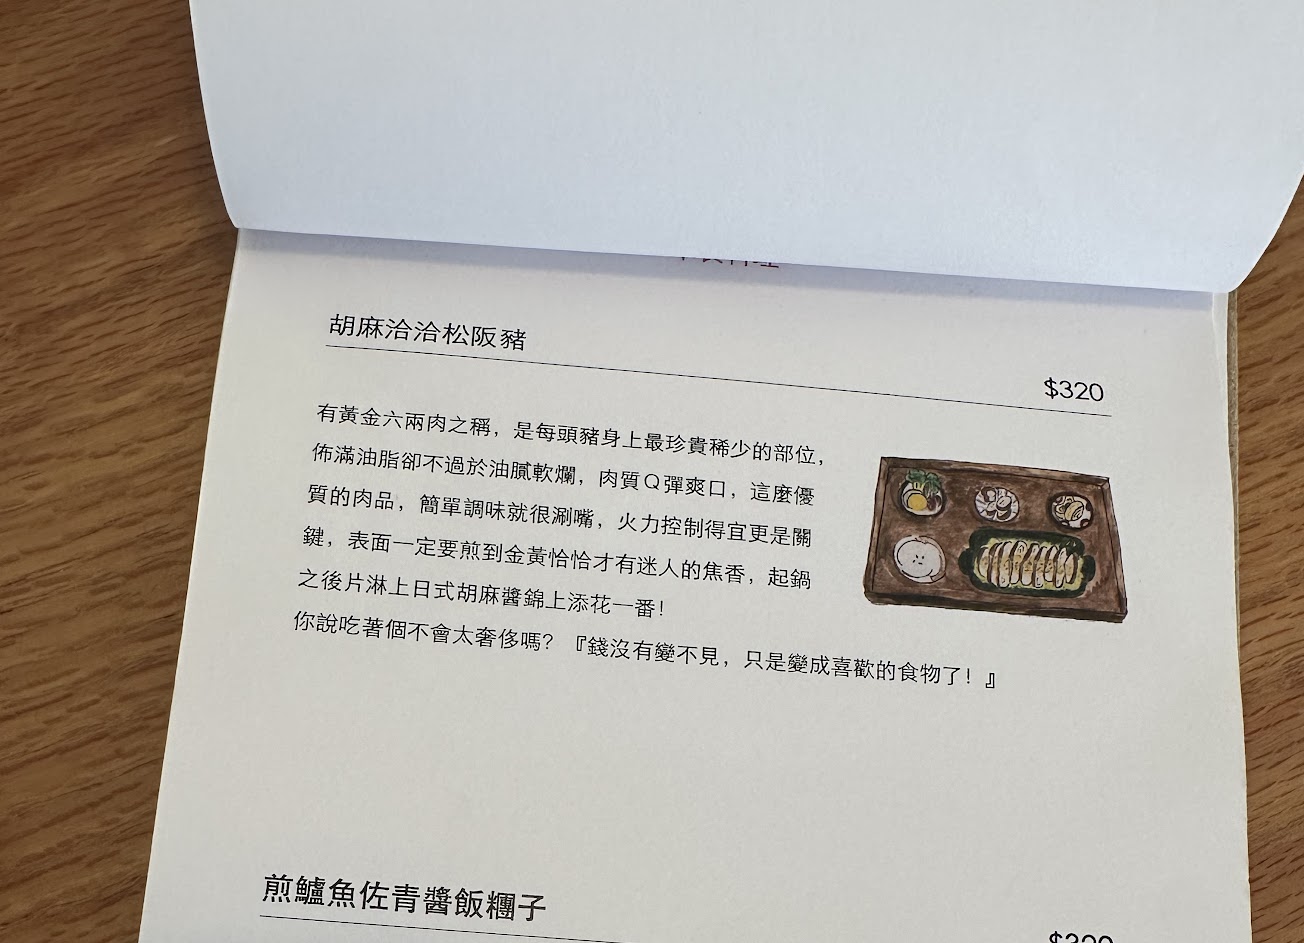 胡麻洽洽松阪豬
$320
有黃金六兩肉之稱，是每頭豬身上最珍貴稀少的部位，
佈滿油脂卻不過於油膩軟爛，肉質Q彈爽口，這麼優
質的肉品，簡單調味就很涮嘴，火力控制得宜更是關
鍵，表面一定要煎到金黃恰恰才有迷人的焦香，起鍋
之後片淋上日式胡麻醬錦上添花一番！
你說吃著個不會太奢侈嗎？『錢沒有變不見，只是變成喜歡的食物了！』
煎鱸魚佐青醬飯糰子